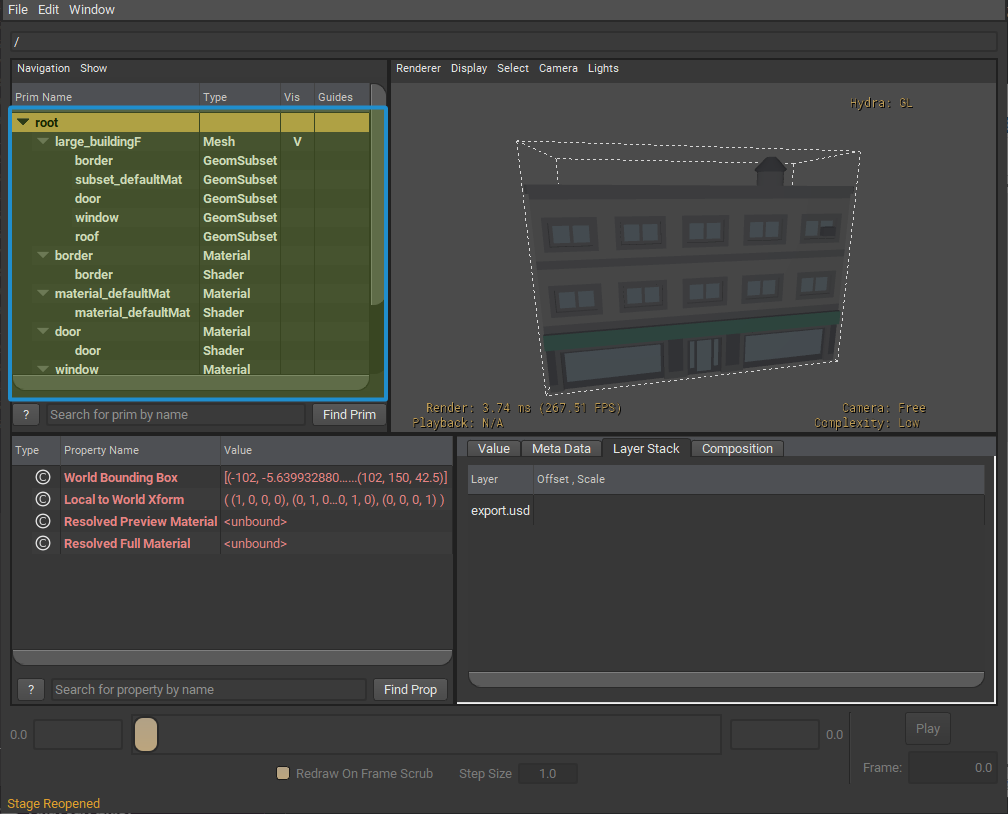 File Edit Window
/
Navigation Show
Renderer Display Select Camera Lights
Prim Name Type Vis Guides
Hydra: GL
root
large_buildingF Mesh V
border GeomSubset
subset_defaultMat GeomSubset
door GeomSubset
window GeomSubset
roof GeomSubset
border Material
border Shader
material_defaultMat Material
material_defaultMat Shader
door Material
door Shader
window Material
Render: 3.74 ms (267.51 FPS) Camera: Free
Playback: N/A Complexity: Low
? Search for prim by name Find Prim
Type Property Name Value
C World Bounding Box [(-102, -5.639932880......(102, 150, 42.5)]
C Local to World Xform ( (1, 0, 0, 0), (0, 1, 0...0, 1, 0), (0, 0, 0, 1) )
C Resolved Preview Material <unbound>
C Resolved Full Material <unbound>
? Search for property by name Find Prop
Value Meta Data Layer Stack Composition
Layer Offset , Scale
export.usd
0.0 0.0 Play
Redraw On Frame Scrub Step Size 1.0 Frame: 0.0
Stage Reopened